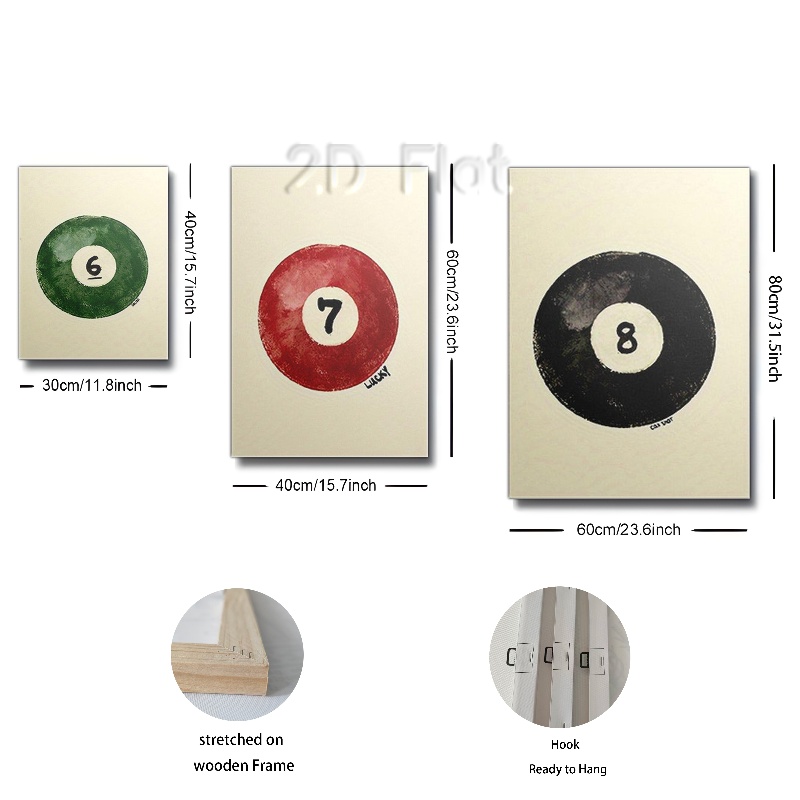 2D Flat
6
40cm/15.7inch
30cm/11.8inch
7
LUCKY
60cm/23.6inch
40cm/15.7inch
8
80cm/31.5inch
60cm/23.6inch
stretched on
wooden Frame
Hook
Ready to Hang